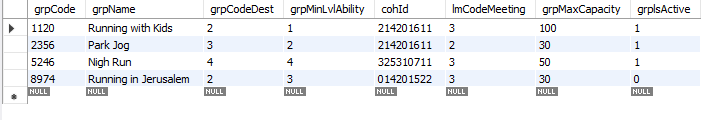 grpCode grpName grpCodeDest grpMinLvlAbility cohId lmCodeMeeting grpMaxCapacity grpIsActive
1120 Running with Kids 2 1 214201611 3 100 1
2356 Park Jog 3 2 214201611 2 30 1
5246 Nigh Run 4 4 325310711 3 50 1
8974 Running in Jerusalem 2 3 014201522 3 30 0
NULL NULL NULL NULL NULL NULL NULL NULL